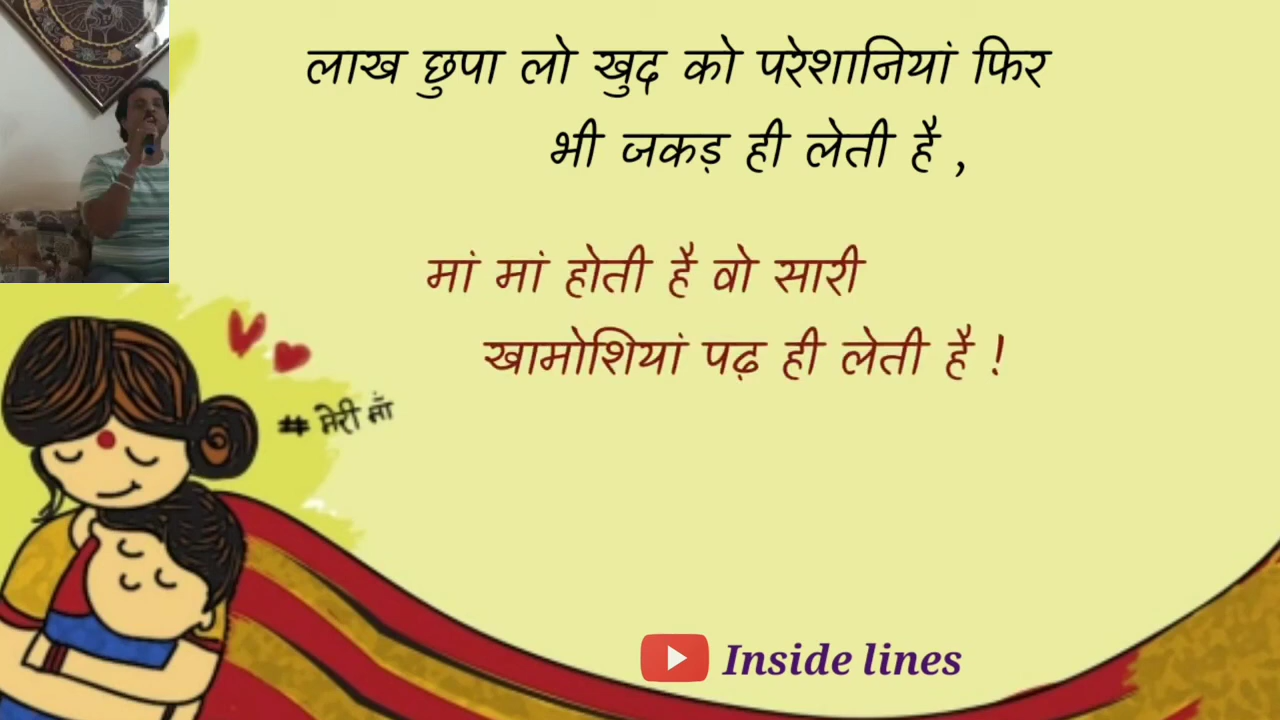 लाख छुपा लो खुद को परेशानियां फिर
भी जकड़ ही लेती है ,
मां मां होती है वो सारी
खामोशियां पढ़ ही लेती है !
# मेरी माँ
Inside lines